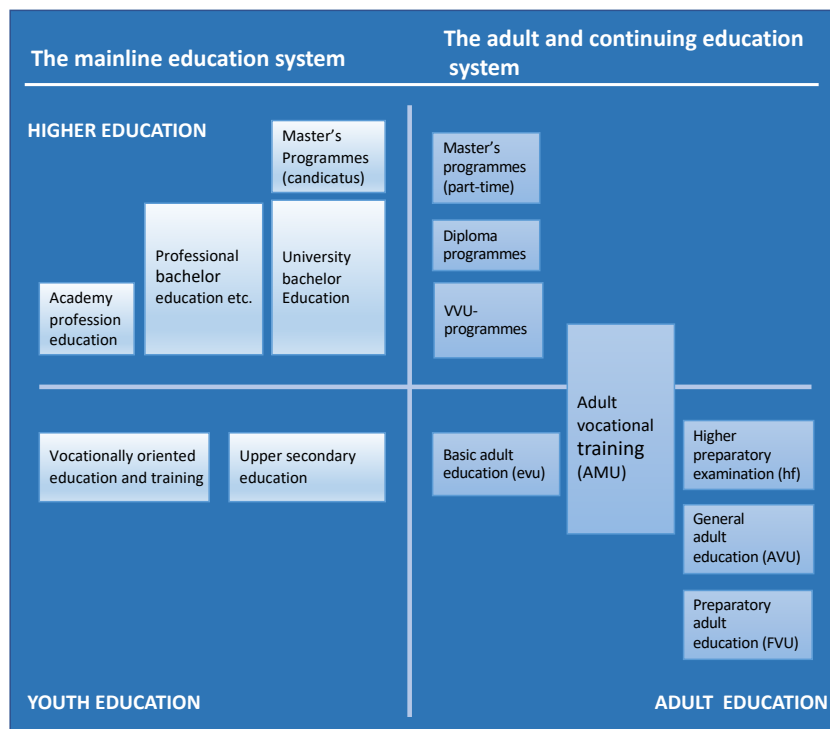 The mainline education system
The adult and continuing education
system
HIGHER EDUCATION
Master's
Programmes
(candicatus)
Professional
bachelor
education etc.
University
bachelor
Education
Academy
profession
education
Master's
programmes
(part-time)
Diploma
programmes
VVU-
programmes
Adult
vocational
training
(AMU)
Vocationally oriented
education and training
Upper secondary
education
Basic adult
education (evu)
Higher
preparatory
examination (hf)
General
adult
education (AVU)
Preparatory
adult
education (FVU)
YOUTH EDUCATION
ADULT EDUCATION